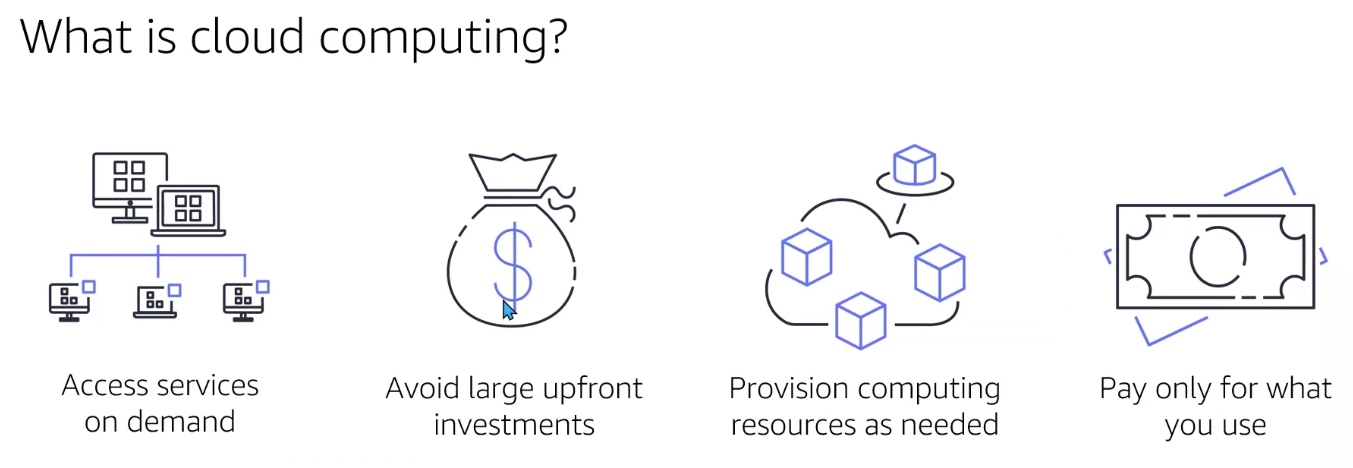 What is cloud computing?
Access services
on demand
Avoid large upfront
investments
Provision computing
resources as needed
Pay only for what
you use